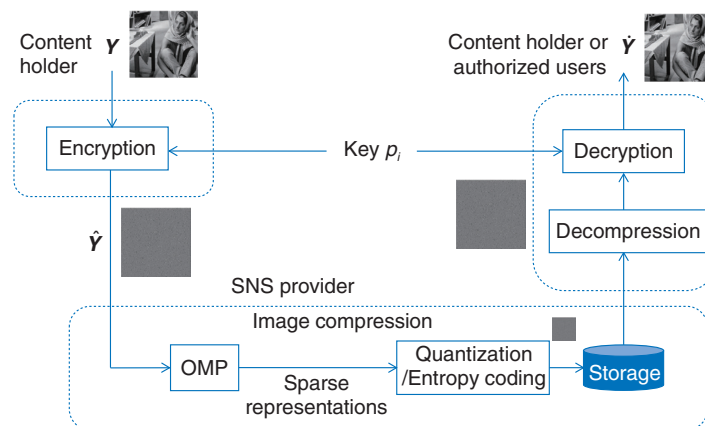 Content
holder
Y
Content holder or
authorized users
Ẏ
Encryption
Key pᵢ
Decryption
Ŷ
Decompression
SNS provider
Image compression
OMP
Sparse
representations
Quantization
/Entropy coding
Storage